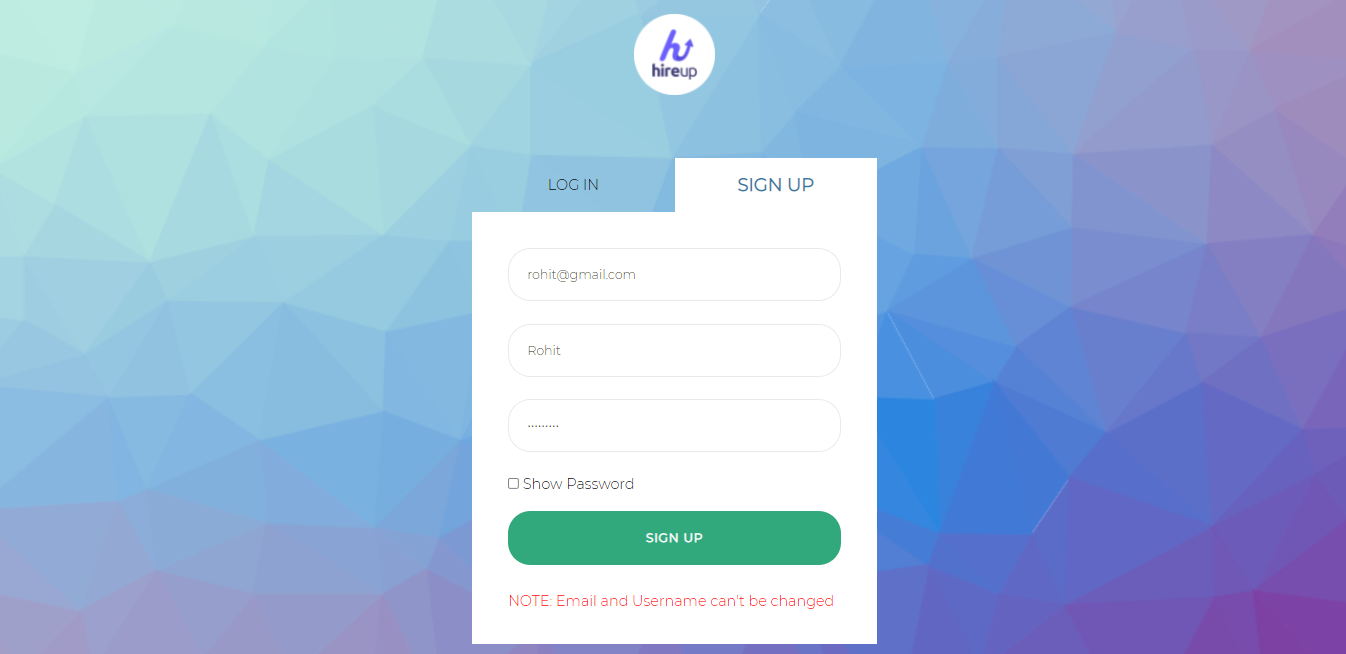 hireup
LOG IN
SIGN UP
rohit@gmail.com
Rohit
.........
Show Password
SIGN UP
NOTE: Email and Username can't be changed